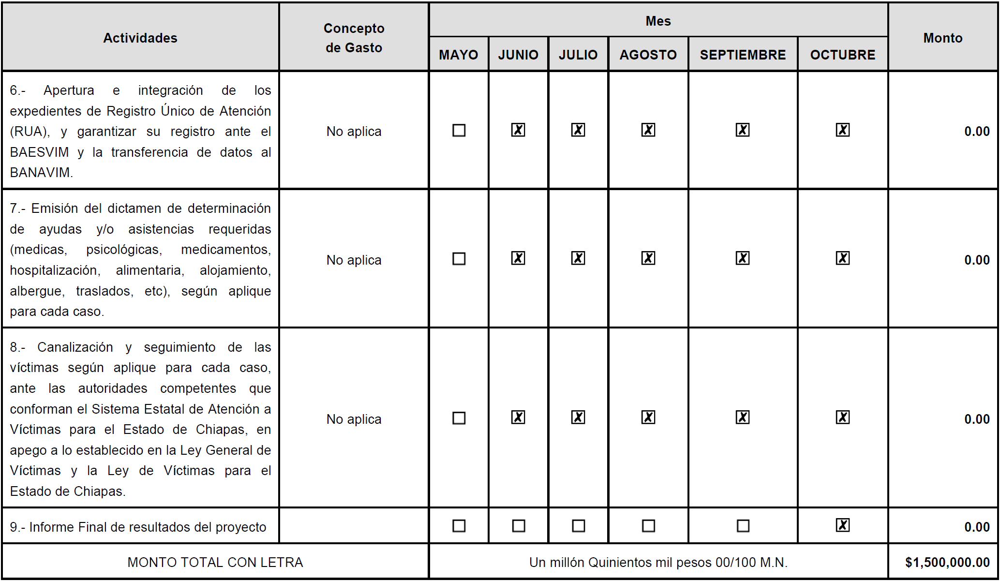 Actividades
Concepto
de Gasto
Mes
Monto
MAYO
JUNIO
JULIO
AGOSTO
SEPTIEMBRE
OCTUBRE
6.- Apertura e integración de los
expedientes de Registro Único de Atención
(RUA), y garantizar su registro ante el
BAESVIM y la transferencia de datos al
BANAVIM.
No aplica
☐
☒
☒
☒
☒
☒
0.00
7.- Emisión del dictamen de determinación
de ayudas y/o asistencias requeridas
(medicas, psicológicas, medicamentos,
hospitalización, alimentaria, alojamiento,
albergue, traslados, etc), según aplique
para cada caso.
No aplica
☐
☒
☒
☒
☒
☒
0.00
8.- Canalización y seguimiento de las
víctimas según aplique para cada caso,
ante las autoridades competentes que
conforman el Sistema Estatal de Atención a
Víctimas para el Estado de Chiapas, en
apego a lo establecido en la Ley General de
Víctimas y la Ley de Víctimas para el
Estado de Chiapas.
No aplica
☐
☒
☒
☒
☒
☒
0.00
9.- Informe Final de resultados del proyecto
☐
☐
☐
☐
☐
☒
0.00
MONTO TOTAL CON LETRA
Un millón Quinientos mil pesos 00/100 M.N.
$1,500,000.00